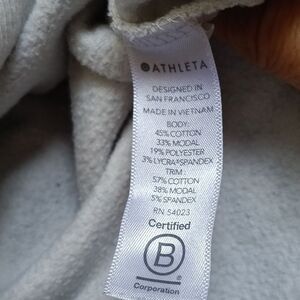 ATHLETA
DESIGNED IN
SAN FRANCISCO
MADE IN VIETNAM
BODY:
45% COTTON
33% MODAL
19% POLYESTER
3% LYCRA® SPANDEX
TRIM:
57% COTTON
38% MODAL
5% SPANDEX
RN 54023
Certified
B
Corporation